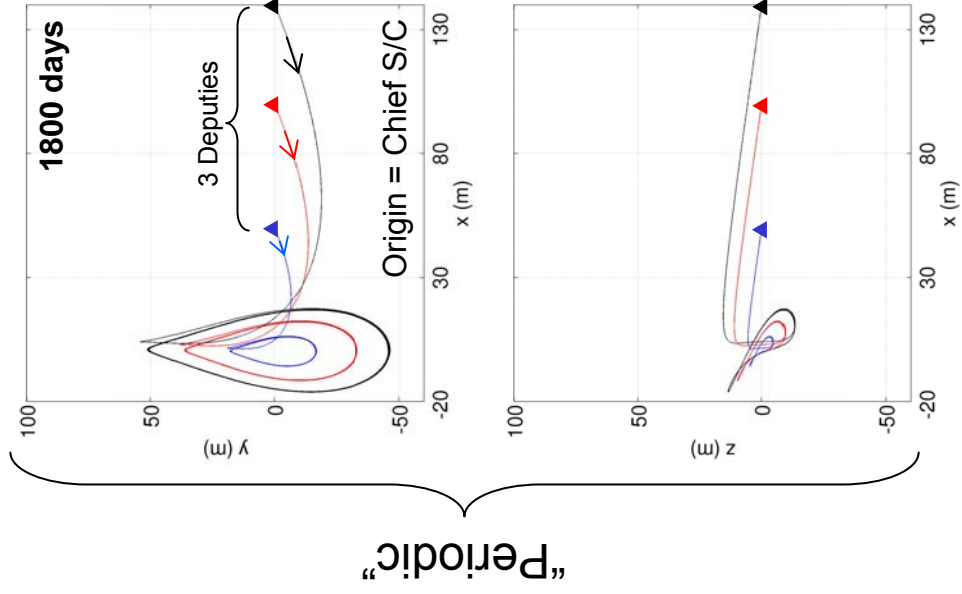 1800 days
3 Deputies
Origin = Chief S/C
100
50
0
-50
y (m)
-20
30
80
130
x (m)
100
50
0
-50
z (m)
-20
30
80
130
x (m)
“Periodic”